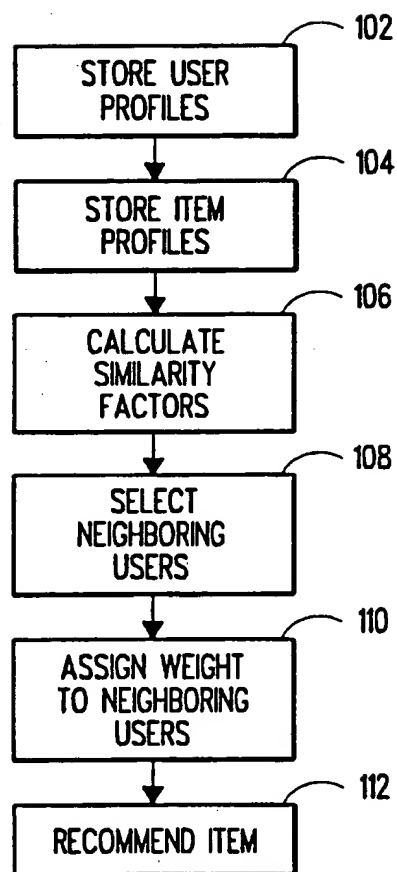 102
STORE USER
PROFILES
104
STORE ITEM
PROFILES
106
CALCULATE
SIMILARITY
FACTORS
108
SELECT
NEIGHBORING
USERS
110
ASSIGN WEIGHT
TO NEIGHBORING
USERS
112
RECOMMEND ITEM